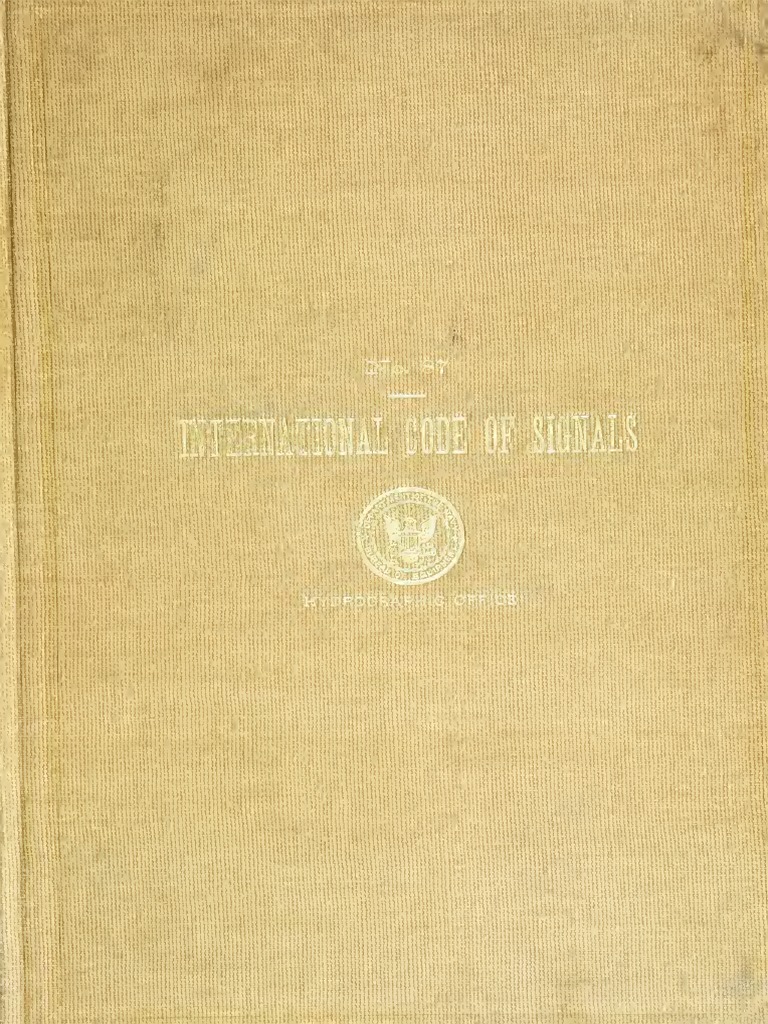 No. 87
INTERNATIONAL CODE OF SIGNALS
HYDROGRAPHIC OFFICE